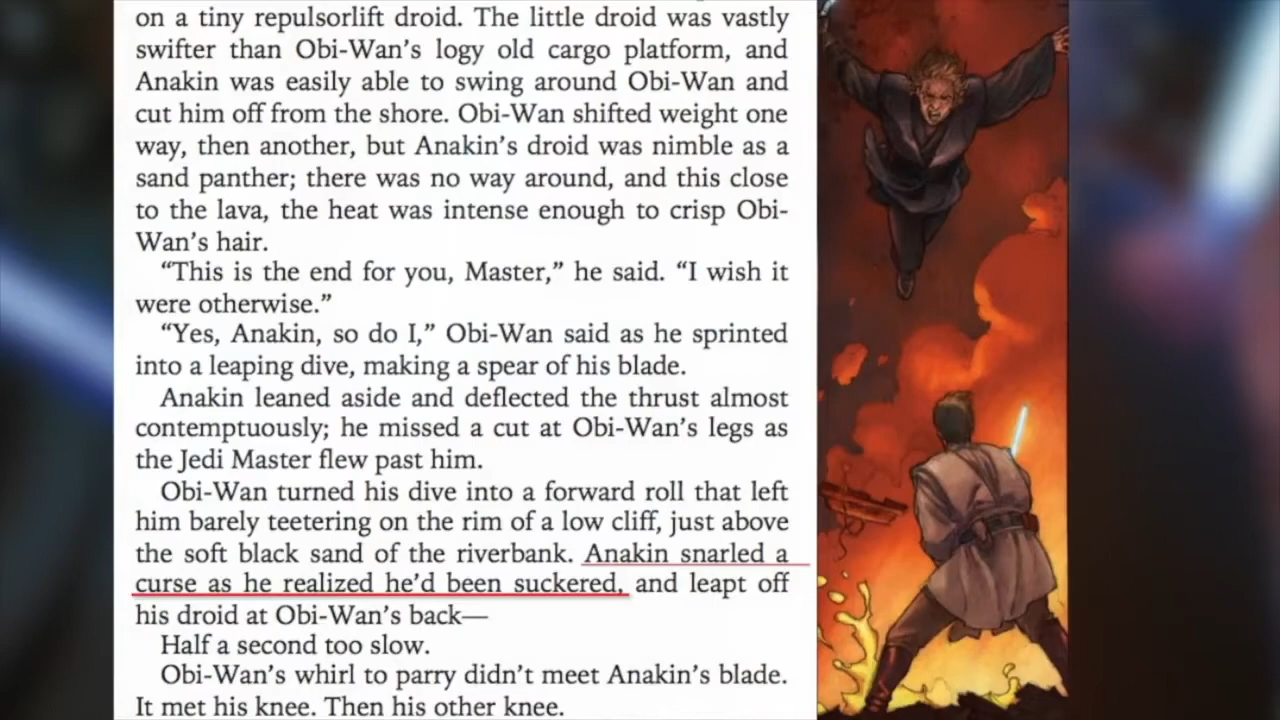 on a tiny repulsorlift droid. The little droid was vastly
swifter than Obi-Wan’s logy old cargo platform, and
Anakin was easily able to swing around Obi-Wan and
cut him off from the shore. Obi-Wan shifted weight one
way, then another, but Anakin’s droid was nimble as a
sand panther; there was no way around, and this close
to the lava, the heat was intense enough to crisp Obi-
Wan’s hair.
“This is the end for you, Master,” he said. “I wish it
were otherwise.”
“Yes, Anakin, so do I,” Obi-Wan said as he sprinted
into a leaping dive, making a spear of his blade.
Anakin leaned aside and deflected the thrust almost
contemptuously; he missed a cut at Obi-Wan’s legs as
the Jedi Master flew past him.
Obi-Wan turned his dive into a forward roll that left
him barely teetering on the rim of a low cliff, just above
the soft black sand of the riverbank. Anakin snarled a
curse as he realized he’d been suckered, and leapt off
his droid at Obi-Wan’s back—
Half a second too slow.
Obi-Wan’s whirl to parry didn’t meet Anakin’s blade.
It met his knee. Then his other knee.